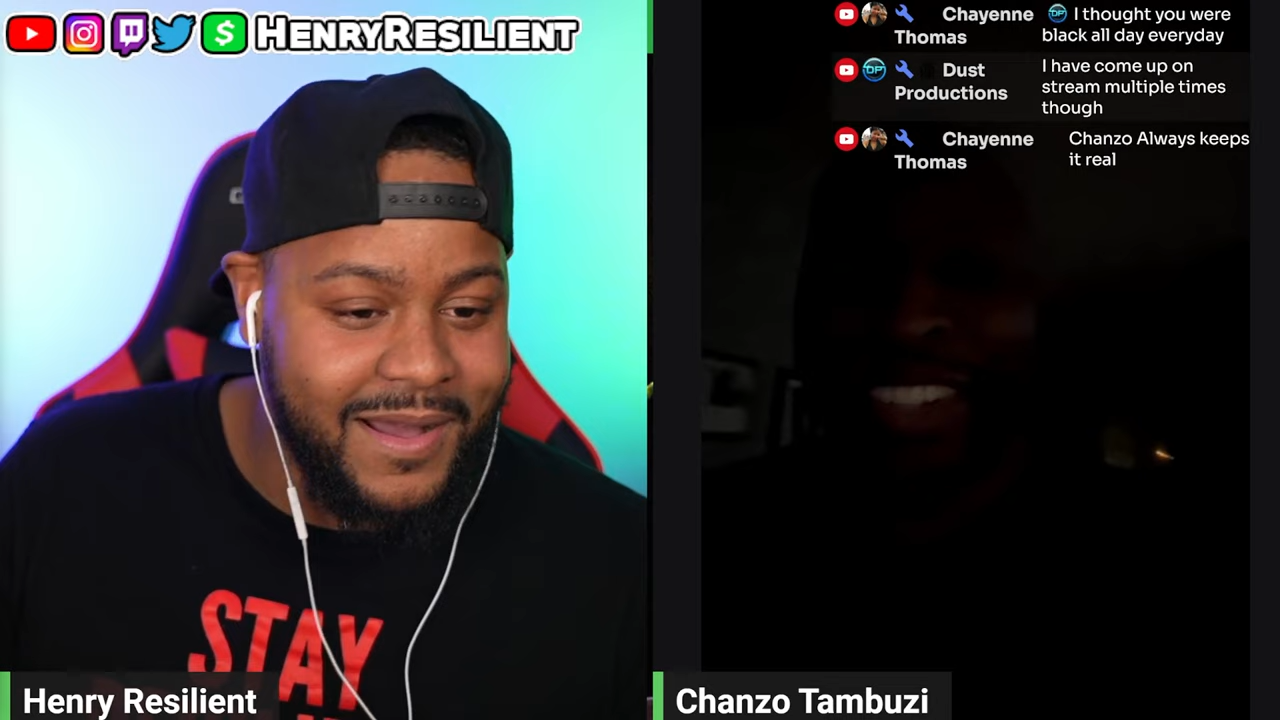 HENRYRESILIENT
Chayenne
Thomas
I thought you were
black all day everyday
DP
Dust
Productions
I have come up on
stream multiple times
though
Chayenne
Thomas
Chanzo Always keeps
it real
STAY
Henry Resilient
Chanzo Tambuzi